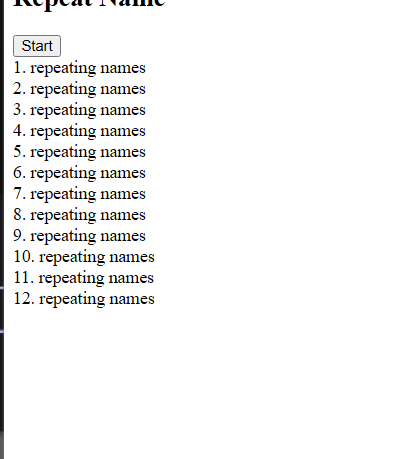 Repeat Name
Start
1. repeating names
2. repeating names
3. repeating names
4. repeating names
5. repeating names
6. repeating names
7. repeating names
8. repeating names
9. repeating names
10. repeating names
11. repeating names
12. repeating names